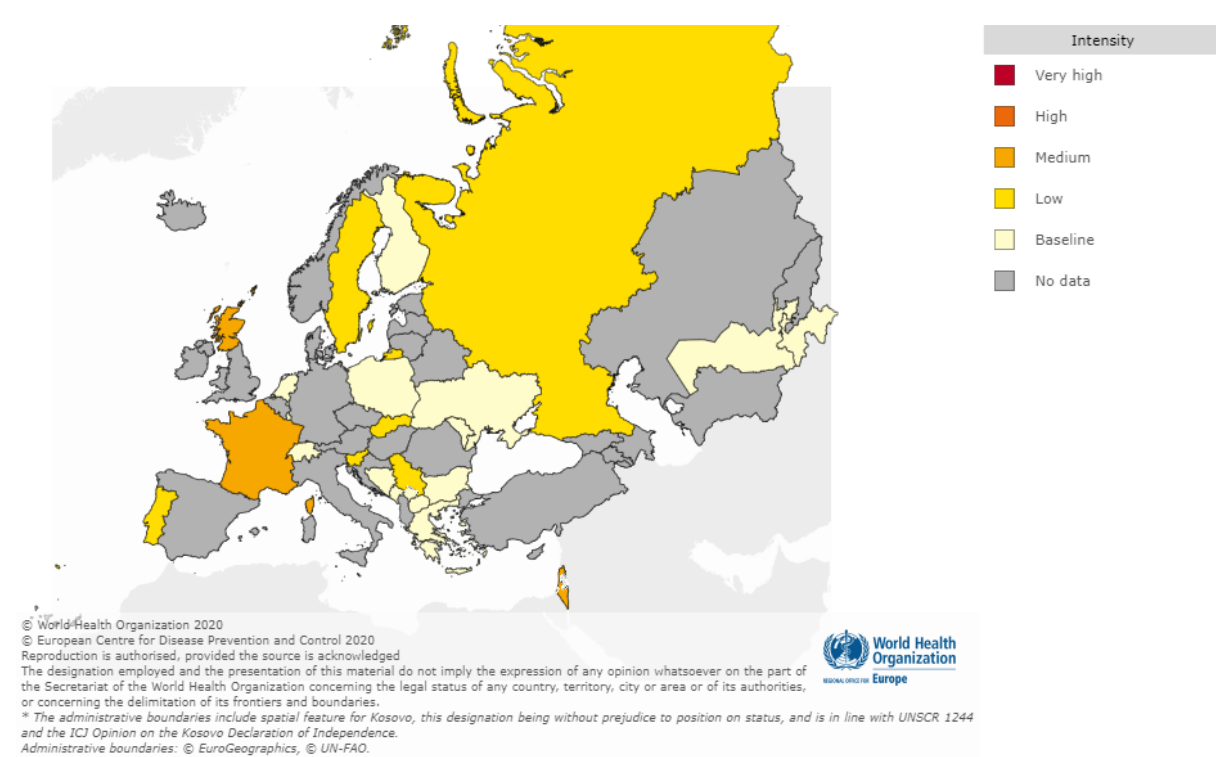 Intensity
Very high
High
Medium
Low
Baseline
No data
© World Health Organization 2020
© European Centre for Disease Prevention and Control 2020
Reproduction is authorised, provided the source is acknowledged
The designation employed and the presentation of this material do not imply the expression of any opinion whatsoever on the part of
the Secretariat of the World Health Organization concerning the legal status of any country, territory, city or area or of its authorities,
or concerning the delimitation of its frontiers and boundaries.
* The administrative boundaries include spatial feature for Kosovo, this designation being without prejudice to position on status, and is in line with UNSCR 1244
and the ICJ Opinion on the Kosovo Declaration of Independence.
Administrative boundaries: © EuroGeographics, © UN-FAO.
World Health
Organization
REGIONAL OFFICE FOR Europe